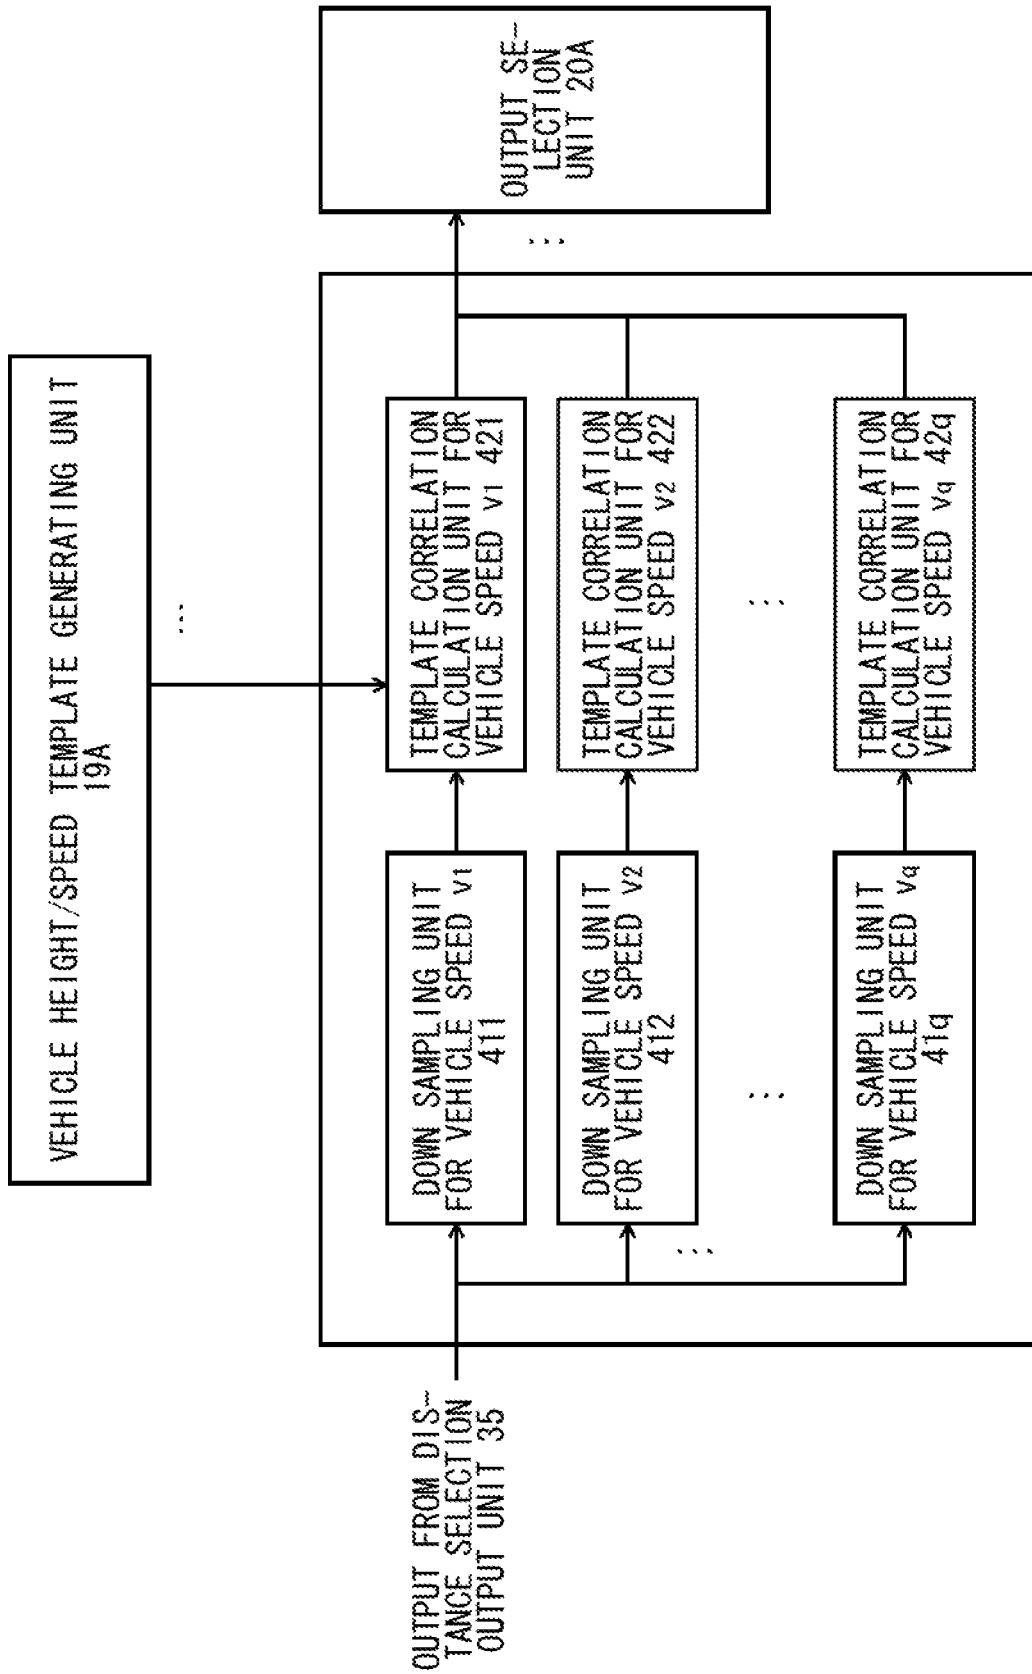 VEHICLE HEIGHT/SPEED TEMPLATE GENERATING UNIT
19A
OUTPUT FROM DIS-
TANCE SELECTION
OUTPUT UNIT 35
DOWN SAMPLING UNIT
FOR VEHICLE SPEED V1
411
TEMPLATE CORRELATION
CALCULATION UNIT FOR
VEHICLE SPEED V1 421
DOWN SAMPLING UNIT
FOR VEHICLE SPEED V2
412
TEMPLATE CORRELATION
CALCULATION UNIT FOR
VEHICLE SPEED V2 422
DOWN SAMPLING UNIT
FOR VEHICLE SPEED Vq
41q
TEMPLATE CORRELATION
CALCULATION UNIT FOR
VEHICLE SPEED Vq 42q
OUTPUT SE-
LECTION
UNIT 20A